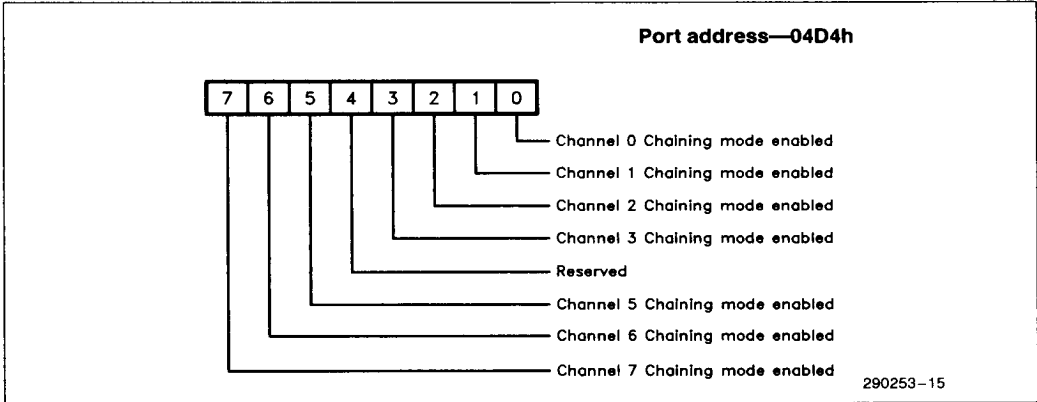 Port address—04D4h
7 6 5 4 3 2 1 0
Channel 0 Chaining mode enabled
Channel 1 Chaining mode enabled
Channel 2 Chaining mode enabled
Channel 3 Chaining mode enabled
Reserved
Channel 5 Chaining mode enabled
Channel 6 Chaining mode enabled
Channel 7 Chaining mode enabled
290253–15